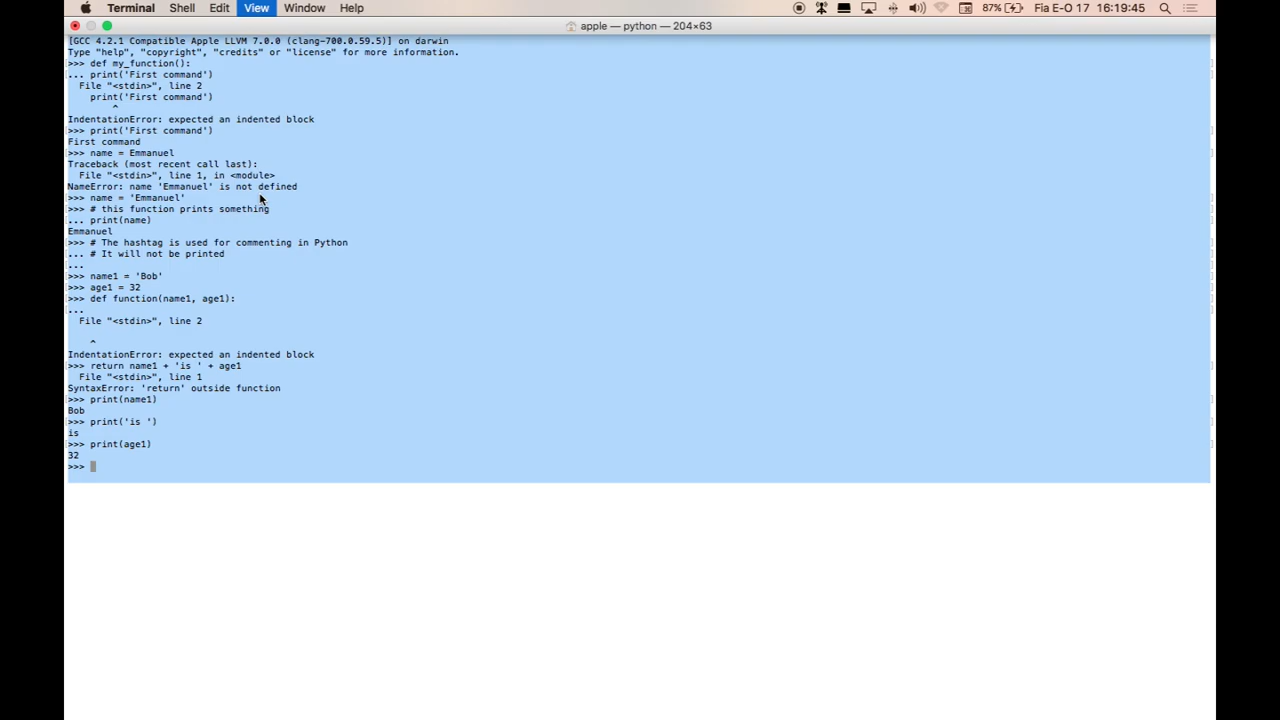 Terminal Shell Edit View Window Help 87% Fia E-O 17 16:19:45
apple — python — 204×63
[GCC 4.2.1 Compatible Apple LLVM 7.0.0 (clang-700.0.59.5)] on darwin
Type "help", "copyright", "credits" or "license" for more information.
>>> def my_function():
... print('First command')
  File "<stdin>", line 2
    print('First command')
        ^
IndentationError: expected an indented block
>>> print('First command')
First command
>>> name = Emmanuel
Traceback (most recent call last):
  File "<stdin>", line 1, in <module>
NameError: name 'Emmanuel' is not defined
>>> name = 'Emmanuel'
>>> # this function prints something
... print(name)
Emmanuel
>>> # The hashtag is used for commenting in Python
... # It will not be printed
...
>>> name1 = 'Bob'
>>> age1 = 32
>>> def function(name1, age1):
...
  File "<stdin>", line 2
    ^
IndentationError: expected an indented block
>>> return name1 + 'is ' + age1
  File "<stdin>", line 1
SyntaxError: 'return' outside function
>>> print(name1)
Bob
>>> print('is ')
is
>>> print(age1)
32
>>>